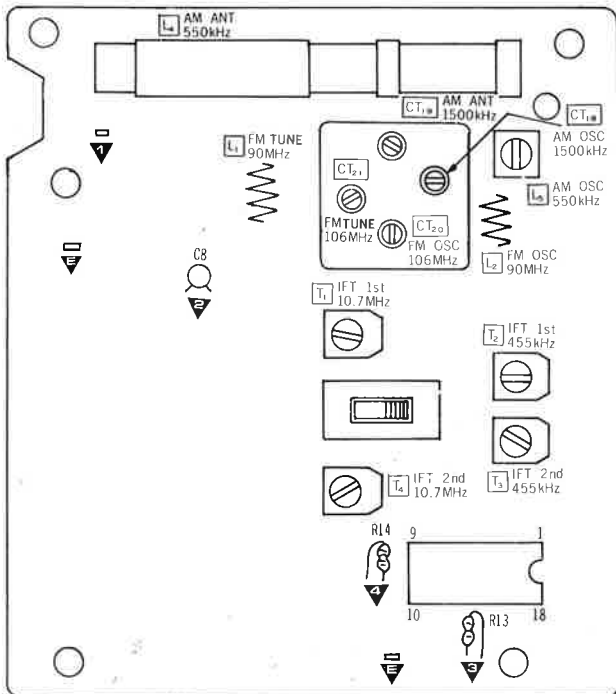 L4 AM ANT
550kHz
CT19 AM ANT
1500kHz
CT18
AM OSC
1500kHz
1
L1 FM TUNE
90MHz
CT21
FM TUNE
106MHz
CT20
FM OSC
106MHz
L5 AM OSC
550kHz
L2 FM OSC
90MHz
E
C8
2
T1 IFT 1st
10.7MHz
T2 IFT 1st
455kHz
T4 IFT 2nd
10.7MHz
T3 IFT 2nd
455kHz
R14
4
9 1
10 18
R13
3
E